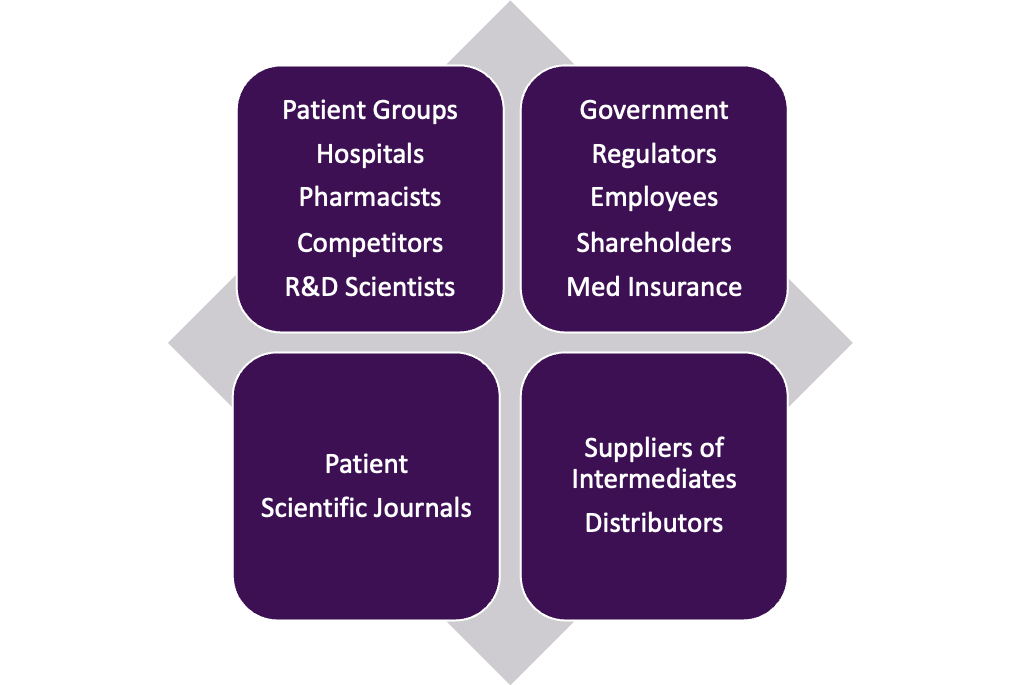 Patient Groups
Hospitals
Pharmacists
Competitors
R&D Scientists
Government
Regulators
Employees
Shareholders
Med Insurance
Patient
Scientific Journals
Suppliers of
Intermediates
Distributors